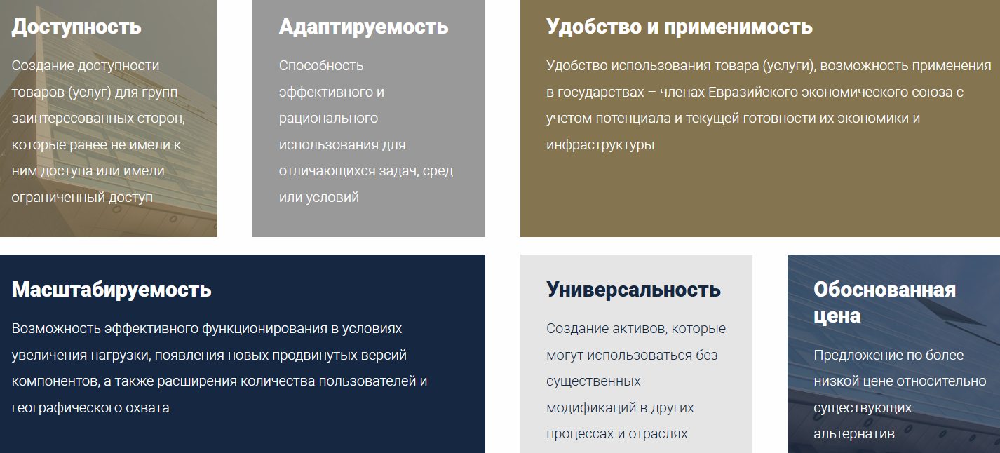 Доступность
Создание доступности
товаров (услуг) для групп
заинтересованных сторон,
которые ранее не имели к
ним доступа или имели
ограниченный доступ
Адаптируемость
Способность
эффективного и
рационального
использования для
отличающихся задач, сред
или условий
Удобство и применимость
Удобство использования товара (услуги), возможность применения
в государствах – членах Евразийского экономического союза с
учетом потенциала и текущей готовности их экономики и
инфраструктуры
Масштабируемость
Возможность эффективного функционирования в условиях
увеличения нагрузки, появления новых продвинутых версий
компонентов, а также расширения количества пользователей и
географического охвата
Универсальность
Создание активов, которые
могут использоваться без
существенных
модификаций в других
процессах и отраслях
Обоснованная
цена
Предложение по более
низкой цене относительно
существующих
альтернатив